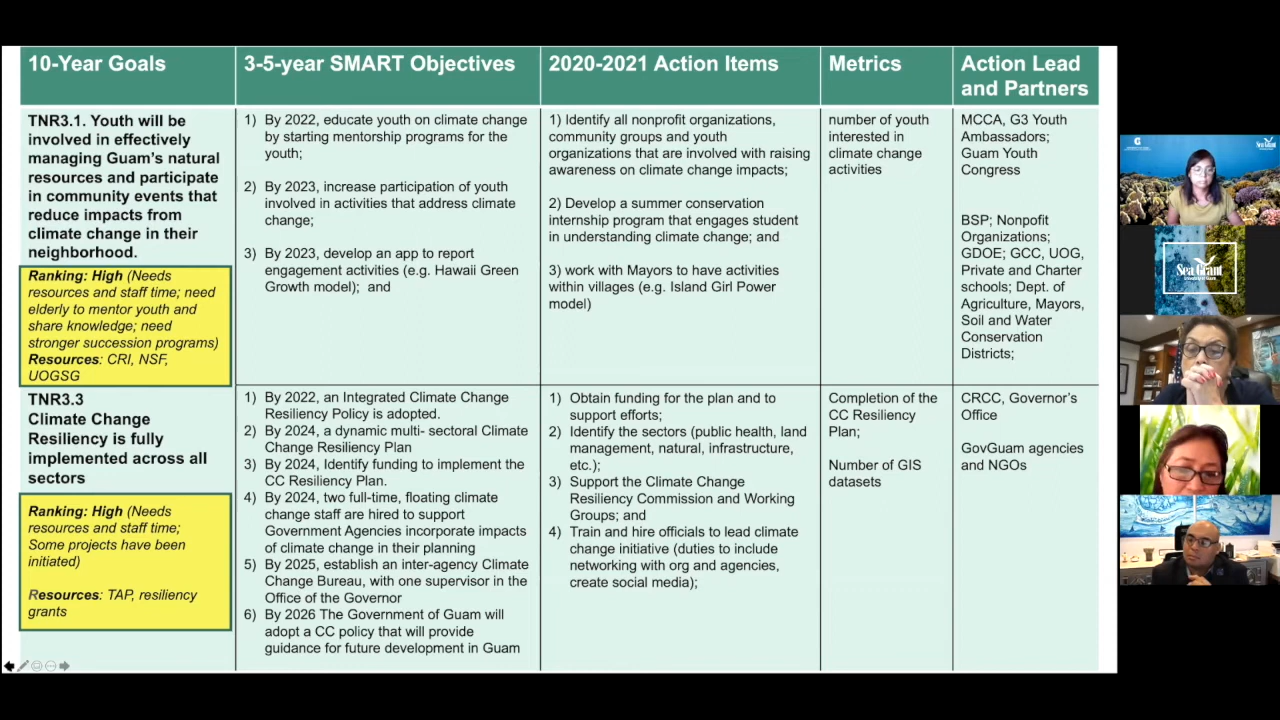 10-Year Goals
3-5-year SMART Objectives
2020-2021 Action Items
Metrics
Action Lead
and Partners
TNR3.1. Youth will be
involved in effectively
managing Guam's natural
resources and participate
in community events that
reduce impacts from
climate change in their
neighborhood.
Ranking: High (Needs
resources and staff time; need
elderly to mentor youth and
share knowledge; need
stronger succession programs)
Resources: CRI, NSF,
UOGSG
1) By 2022, educate youth on climate change
by starting mentorship programs for the
youth;
2) By 2023, increase participation of youth
involved in activities that address climate
change;
3) By 2023, develop an app to report
engagement activities (e.g. Hawaii Green
Growth model); and
1) Identify all nonprofit organizations,
community groups and youth
organizations that are involved with raising
awareness on climate change impacts;
2) Develop a summer conservation
internship program that engages student
in understanding climate change; and
3) work with Mayors to have activities
within villages (e.g. Island Girl Power
model)
number of youth
interested in
climate change
activities
MCCA, G3 Youth
Ambassadors;
Guam Youth
Congress
BSP; Nonprofit
Organizations;
GDOE; GCC, UOG,
Private and Charter
schools; Dept. of
Agriculture, Mayors,
Soil and Water
Conservation
Districts;
TNR3.3
Climate Change
Resiliency is fully
implemented across all
sectors
Ranking: High (Needs
resources and staff time;
Some projects have been
initiated)
Resources: TAP, resiliency
grants
1) By 2022, an Integrated Climate Change
Resiliency Policy is adopted.
2) By 2024, a dynamic multi- sectoral Climate
Change Resiliency Plan
3) By 2024, Identify funding to implement the
CC Resiliency Plan.
4) By 2024, two full-time, floating climate
change staff are hired to support
Government Agencies incorporate impacts
of climate change in their planning
5) By 2025, establish an inter-agency Climate
Change Bureau, with one supervisor in the
Office of the Governor
6) By 2026 The Government of Guam will
adopt a CC policy that will provide
guidance for future development in Guam
1) Obtain funding for the plan and to
support efforts;
2) Identify the sectors (public health, land
management, natural, infrastructure,
etc.);
3) Support the Climate Change
Resiliency Commission and Working
Groups; and
4) Train and hire officials to lead climate
change initiative (duties to include
networking with org and agencies,
create social media);
Completion of the
CC Resiliency
Plan;
Number of GIS
datasets
CRCC, Governor's
Office
GovGuam agencies
and NGOs
G
Sea Grant
Sea Grant